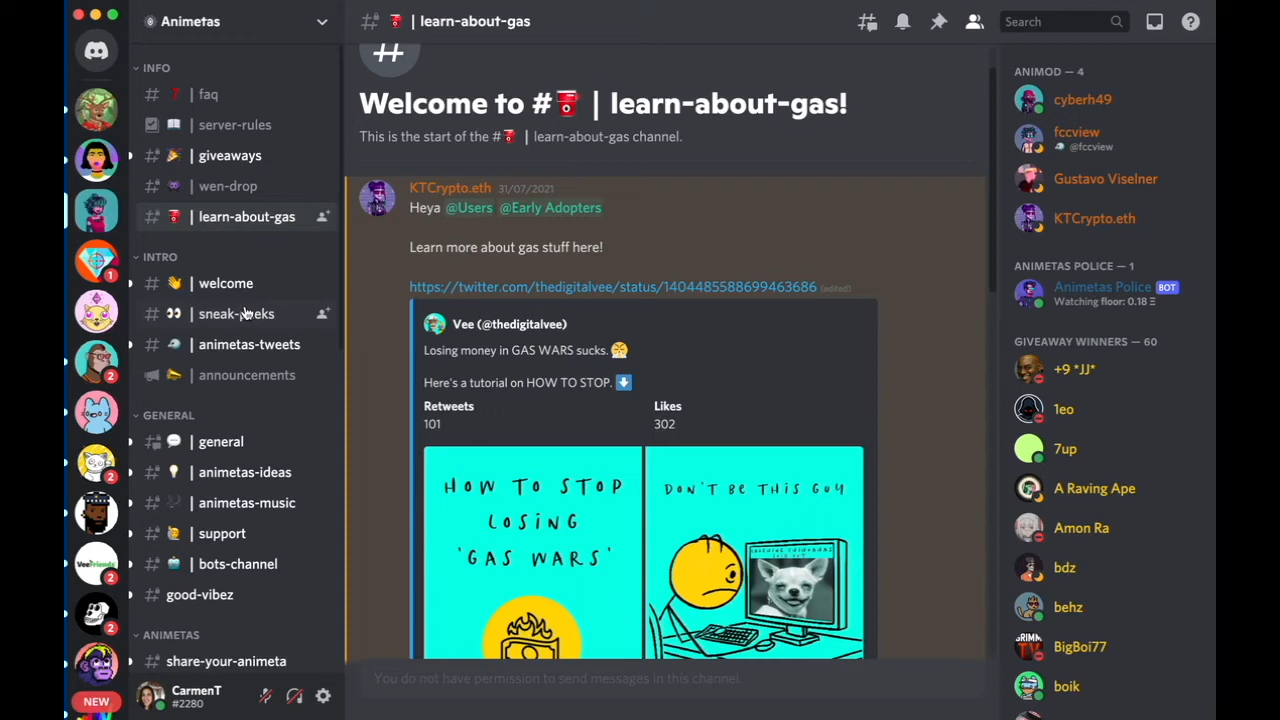 Animetas
INFO
| faq
| server-rules
| giveaways
| wen-drop
| learn-about-gas
INTRO
| welcome
| sneak-peeks
| animetas-tweets
| announcements
GENERAL
| general
| animetas-ideas
| animetas-music
| support
| bots-channel
good-vibez
ANIMETAS
share-your-animeta
CarmenT
#2280
1
2
2
VeeFriends
2
2
NEW
| learn-about-gas
Search
Welcome to # | learn-about-gas!
This is the start of the # | learn-about-gas channel.
KTCrypto.eth 31/07/2021
Heya @Users @Early Adopters
Learn more about gas stuff here!
https://twitter.com/thedigitalvee/status/1404485588699463686 (edited)
Vee (@thedigitalvee)
Losing money in GAS WARS sucks.
Here's a tutorial on HOW TO STOP.
Retweets Likes
101 302
HOW TO STOP
LOSING
'GAS WARS'
DON'T BE THIS GUY
You do not have permission to send messages in this channel.
ANIMOD — 4
cyberh49
fccview
@fccview
Gustavo Viselner
KTCrypto.eth
ANIMETAS POLICE — 1
Animetas Police BOT
Watching floor: 0.18 Ξ
GIVEAWAY WINNERS — 60
+9 *JJ*
1eo
7up
A Raving Ape
Amon Ra
bdz
behz
BigBoi77
boik